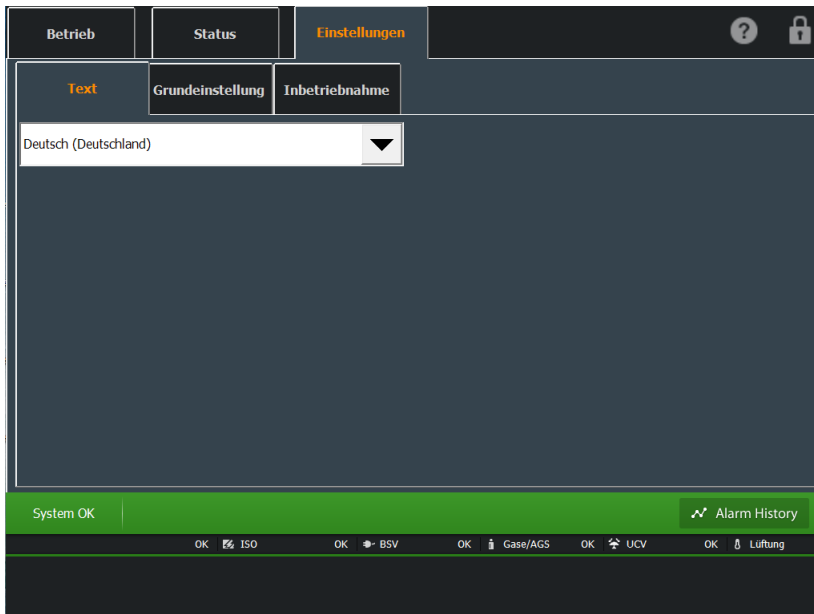 Betrieb Status Einstellungen ?
Text Grundeinstellung Inbetriebnahme
Deutsch (Deutschland)
System OK Alarm History
OK ISO OK BSV OK Gase/AGS OK UCV OK Lüftung